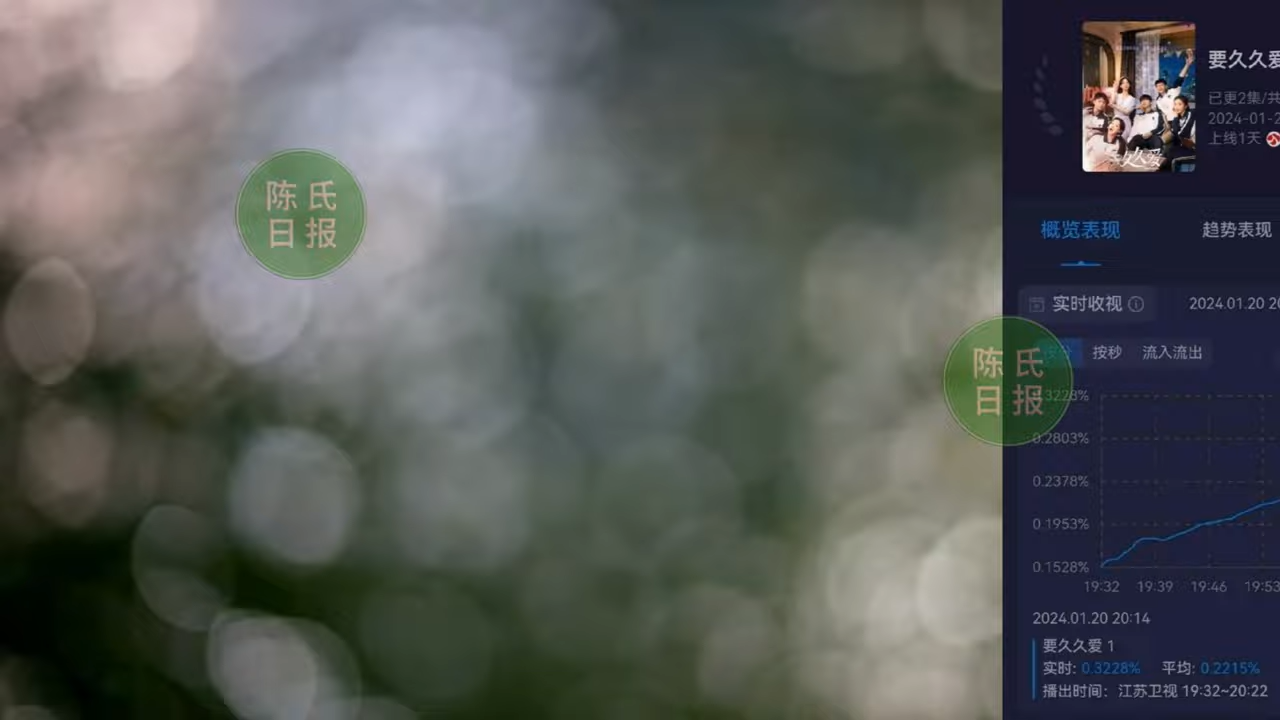 陈氏
日报
陈氏
日报
要久久爱
已更2集/共
2024-01-2
上线1天
概览表现
趋势表现
实时收视
2024.01.20 20
按秒
流入流出
0.3228%
0.2803%
0.2378%
0.1953%
0.1528%
19:32 19:39 19:46 19:53
2024.01.20 20:14
要久久爱 1
实时: 0.3228% 平均: 0.2215%
播出时间: 江苏卫视 19:32~20:22